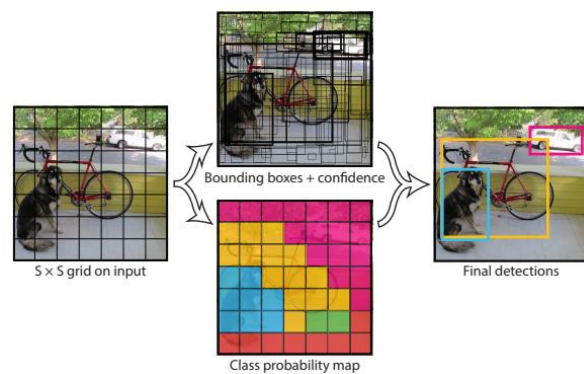 Bounding boxes + confidence
S × S grid on input
Final detections
Class probability map